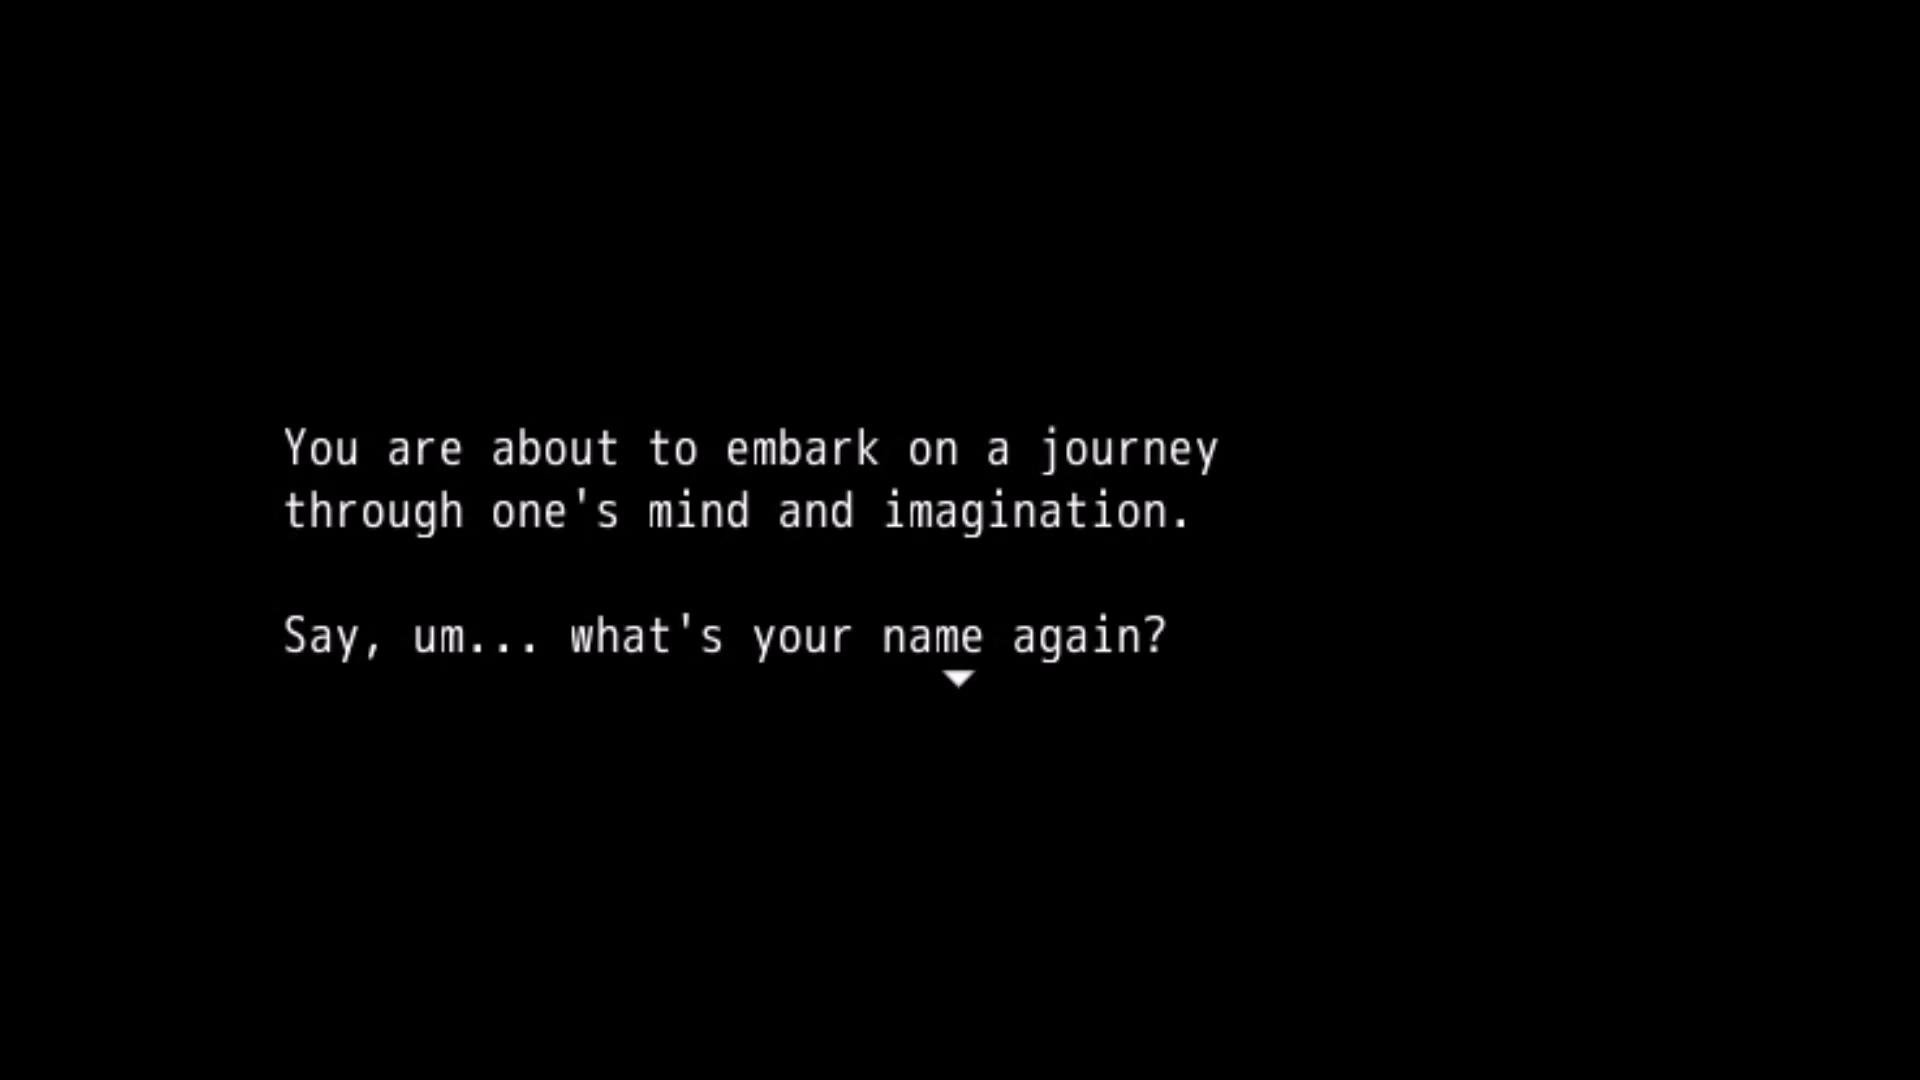 You are about to embark on a journey
through one's mind and imagination.
Say, um... what's your name again?